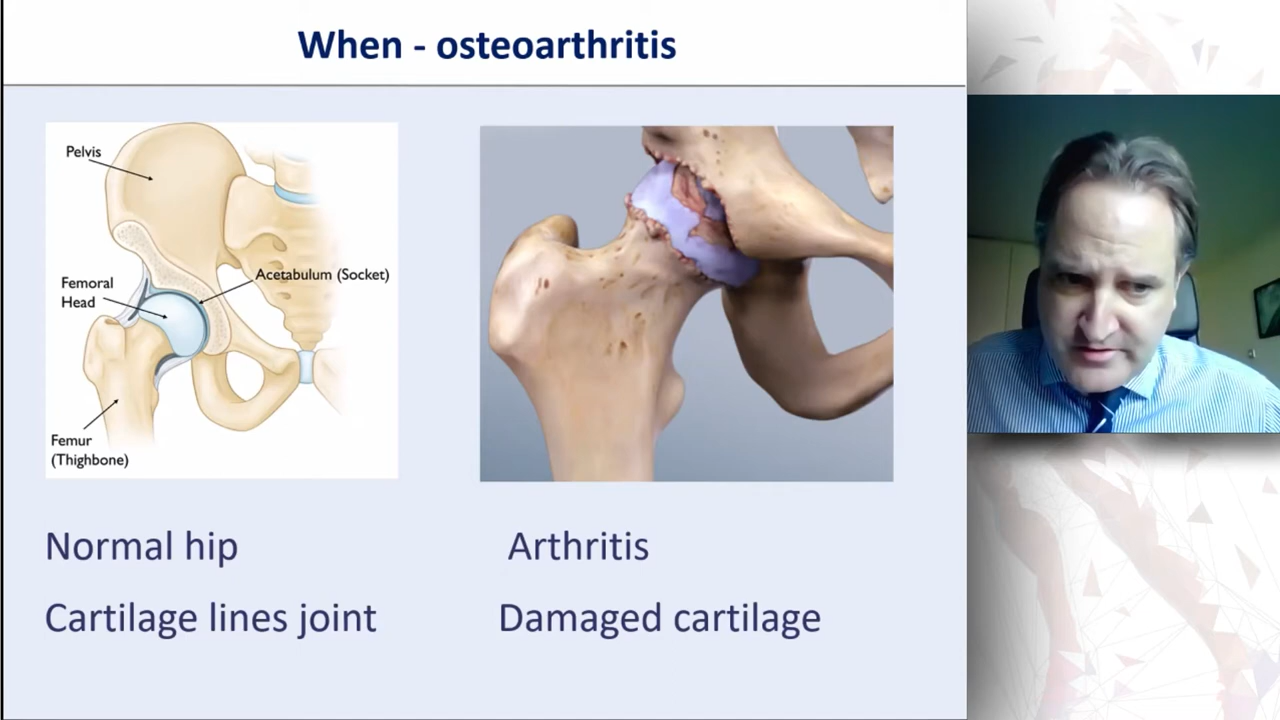 When - osteoarthritis
Pelvis
Acetabulum (Socket)
Femoral
Head
Femur
(Thighbone)
Normal hip
Arthritis
Cartilage lines joint
Damaged cartilage